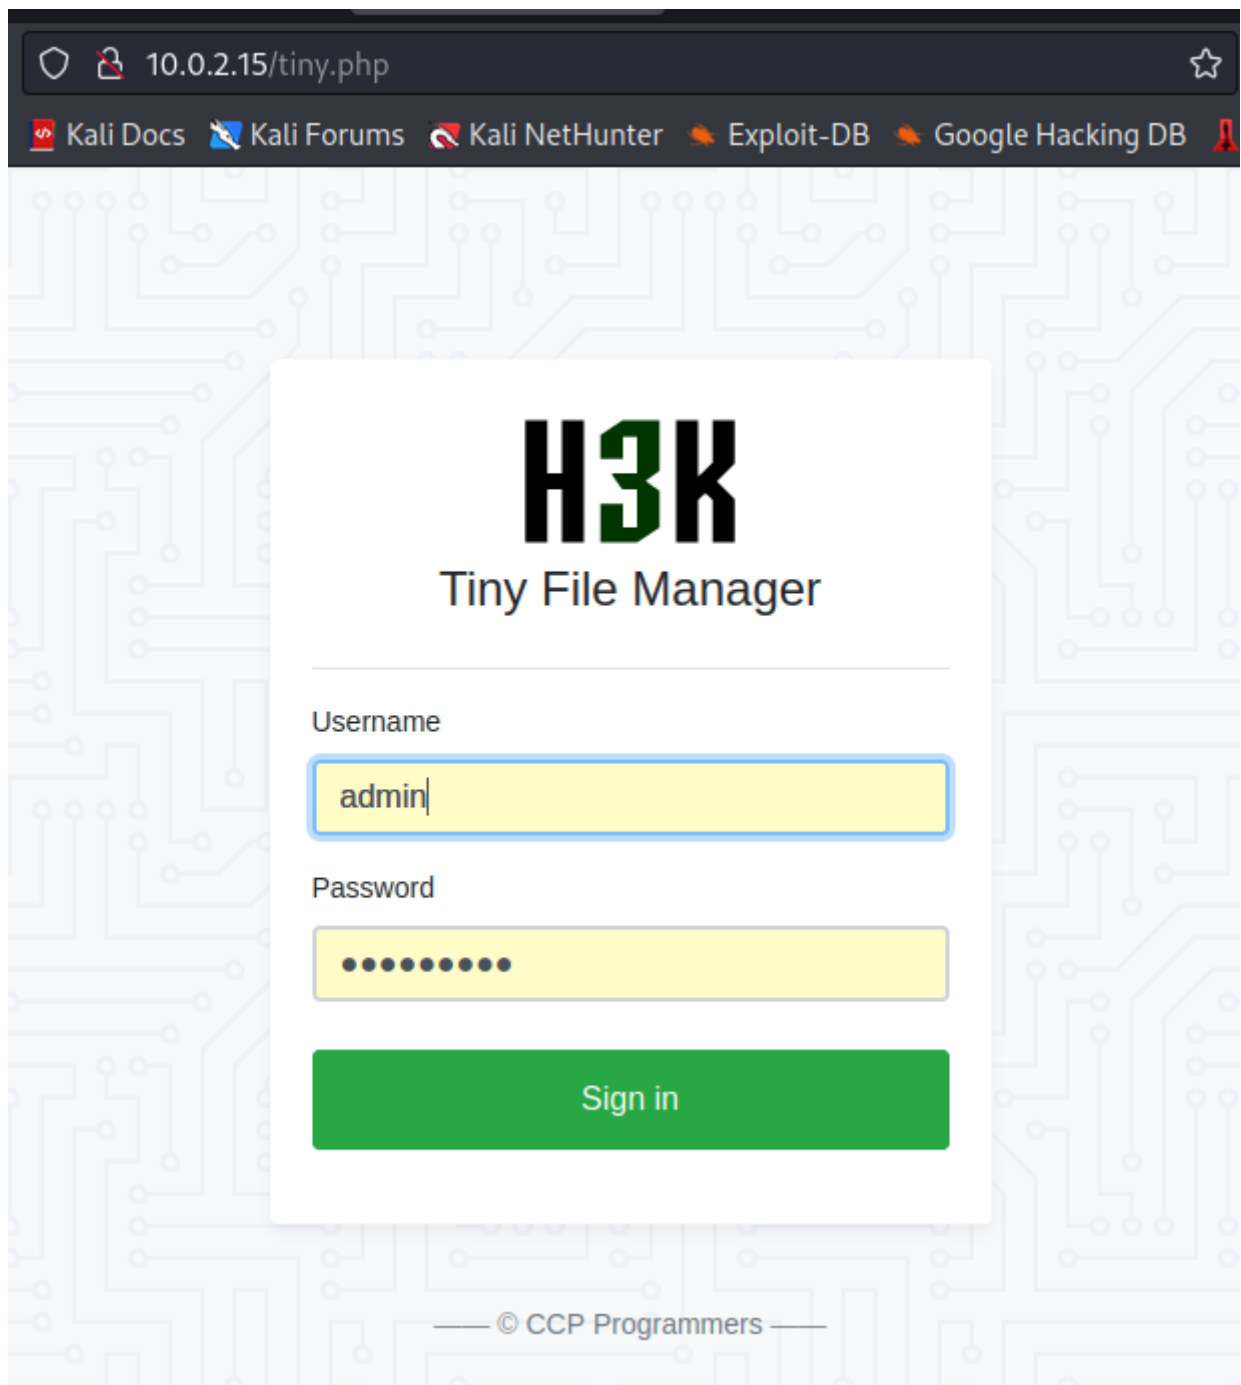 10.0.2.15/tiny.php
Kali Docs Kali Forums Kali NetHunter Exploit-DB Google Hacking DB
H3K
Tiny File Manager
Username
admin
Password
•••••••••
Sign in
—— © CCP Programmers ——